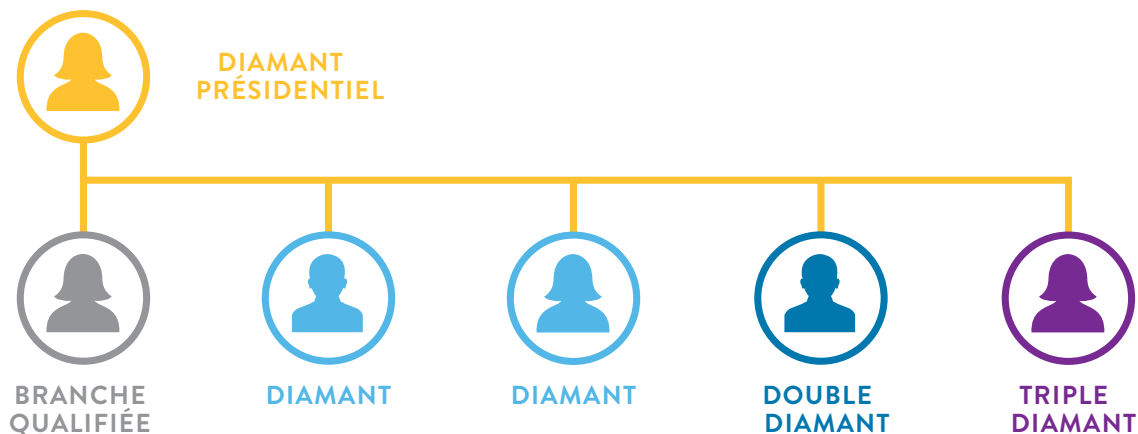 DIAMANT
PRÉSIDENTIEL
BRANCHE
QUALIFIÉE
DIAMANT
DIAMANT
DOUBLE
DIAMANT
TRIPLE
DIAMANT